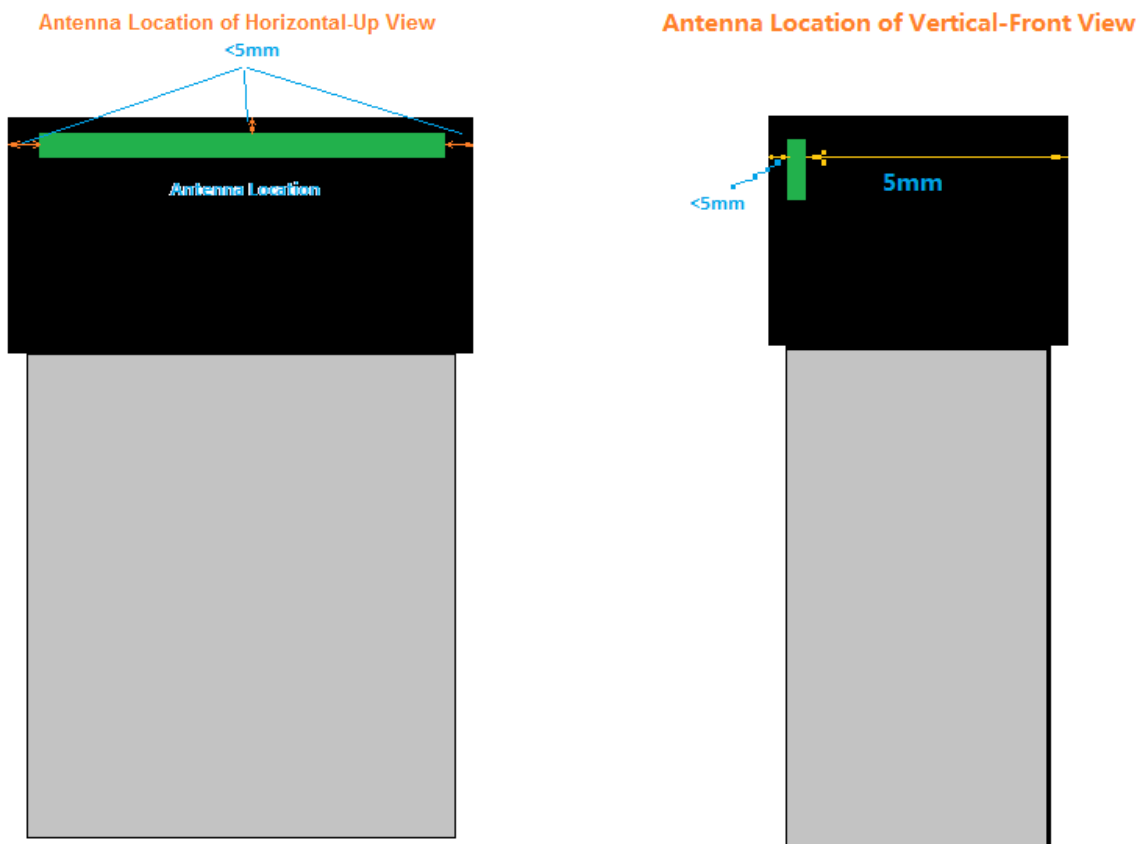 Antenna Location of Horizontal-Up View
<5mm
Antenna Location
Antenna Location of Vertical-Front View
5mm
<5mm